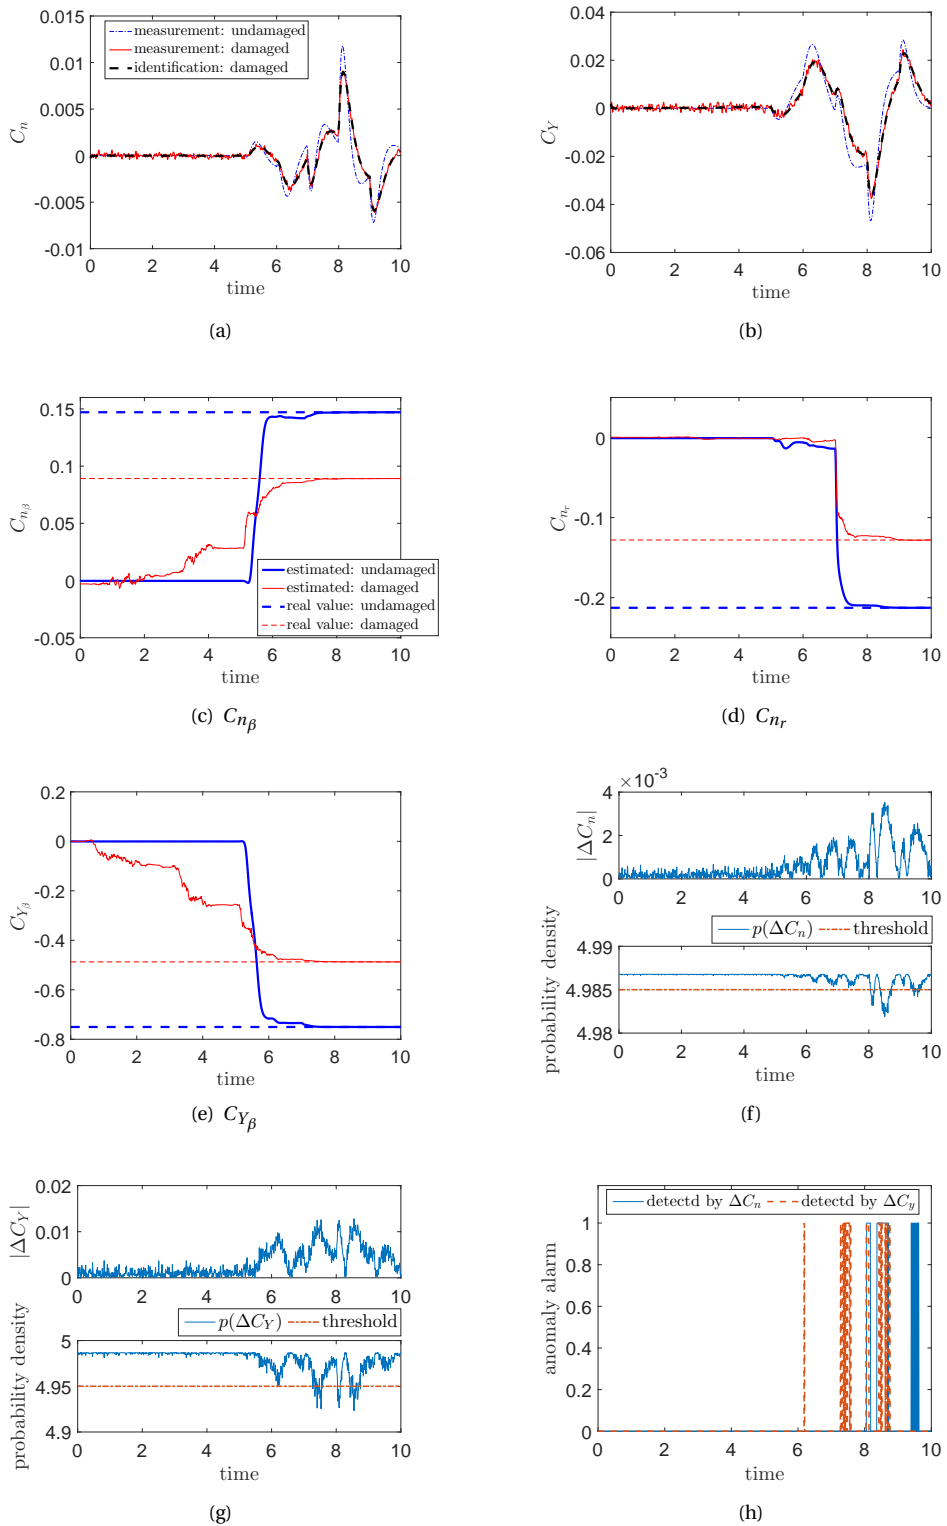 0.015
0.01
0.005
0
-0.005
-0.01
C_n
measurement: undamaged
measurement: damaged
identification: damaged
0 2 4 6 8 10
time
(a)
0.04
0.02
0
-0.02
-0.04
-0.06
C_Y
0 2 4 6 8 10
time
(b)
0.15
0.1
0.05
0
-0.05
C_{n_β}
estimated: undamaged
estimated: damaged
real value: undamaged
real value: damaged
0 2 4 6 8 10
time
(c) C_{n_β}
0
-0.1
-0.2
C_{n_r}
0 2 4 6 8 10
time
(d) C_{n_r}
0.2
0
-0.2
-0.4
-0.6
-0.8
C_{Y_β}
0 2 4 6 8 10
time
(e) C_{Y_β}
×10^{-3}
4
2
0
|ΔC_n|
0 2 4 6 8 10
p(ΔC_n) threshold
4.99
4.985
4.98
probability density
0 2 4 6 8 10
time
(f)
0.02
0.01
0
|ΔC_Y|
0 2 4 6 8 10
p(ΔC_Y) threshold
5
4.95
4.9
probability density
0 2 4 6 8 10
time
(g)
detectd by ΔC_n detectd by ΔC_y
1
0.8
0.6
0.4
0.2
0
anomaly alarm
0 2 4 6 8 10
time
(h)